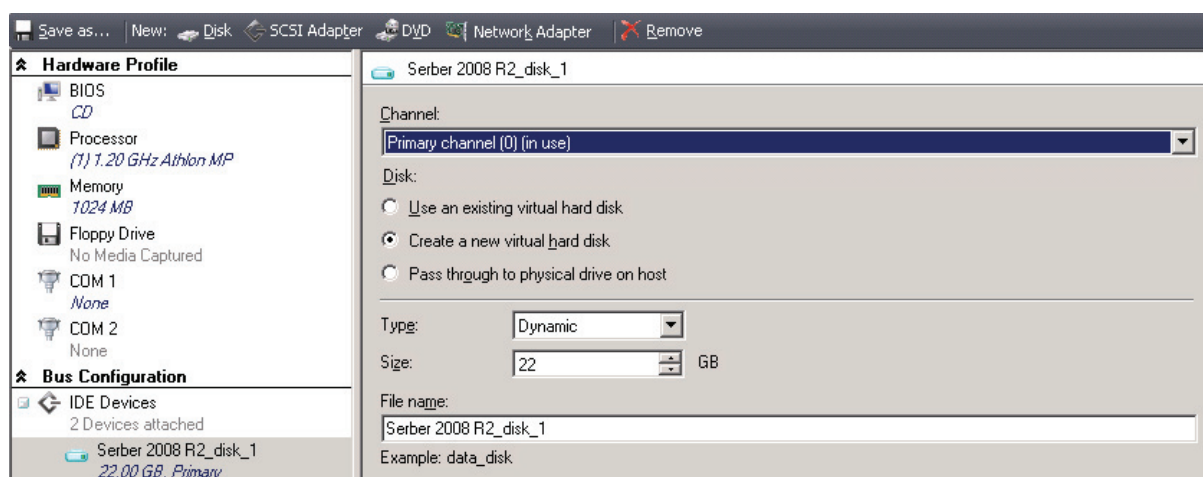 Save as... New: Disk SCSI Adapter DVD Network Adapter Remove
Hardware Profile
BIOS
CD
Processor
(1) 1.20 GHz Athlon MP
Memory
1024 MB
Floppy Drive
No Media Captured
COM 1
None
COM 2
None
Bus Configuration
IDE Devices
2 Devices attached
Serber 2008 R2_disk_1
22.00 GB, Primary
Serber 2008 R2_disk_1
Channel:
Primary channel (0) (in use)
Disk:
Use an existing virtual hard disk
Create a new virtual hard disk
Pass through to physical drive on host
Type: Dynamic
Size: 22 GB
File name:
Serber 2008 R2_disk_1
Example: data_disk